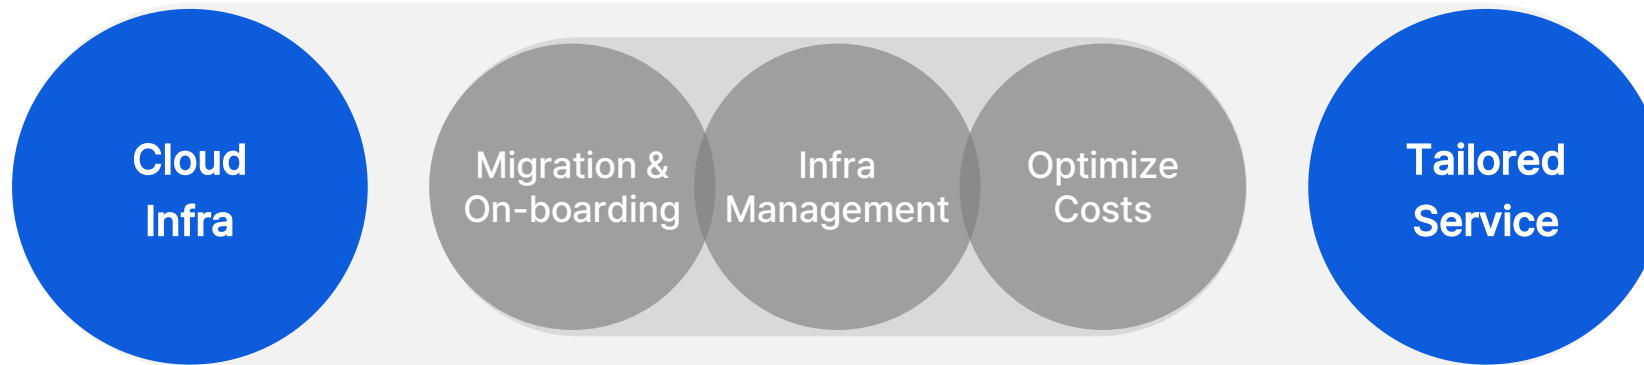 Cloud
Infra
Migration &
On-boarding
Infra
Management
Optimize
Costs
Tailored
Service